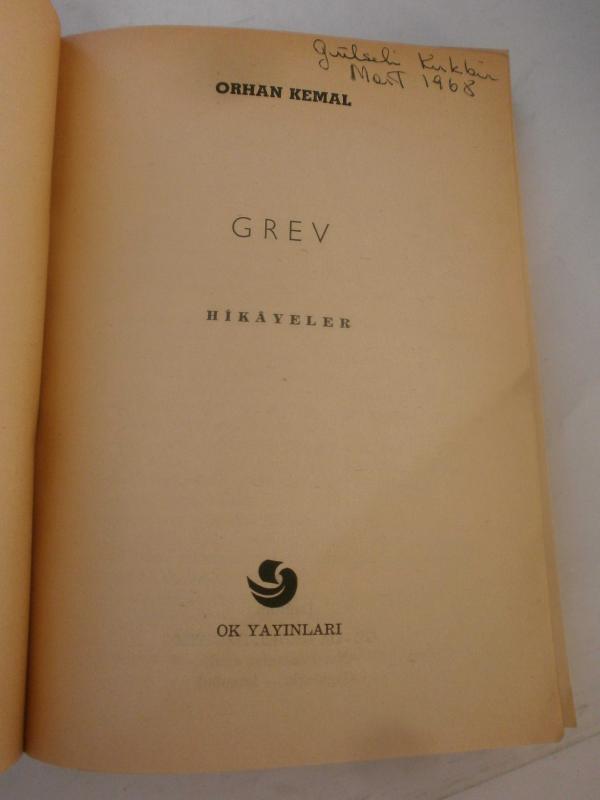 Mart 1968
ORHAN KEMAL
GREV
HİKÂYELER
OK YAYINLARI